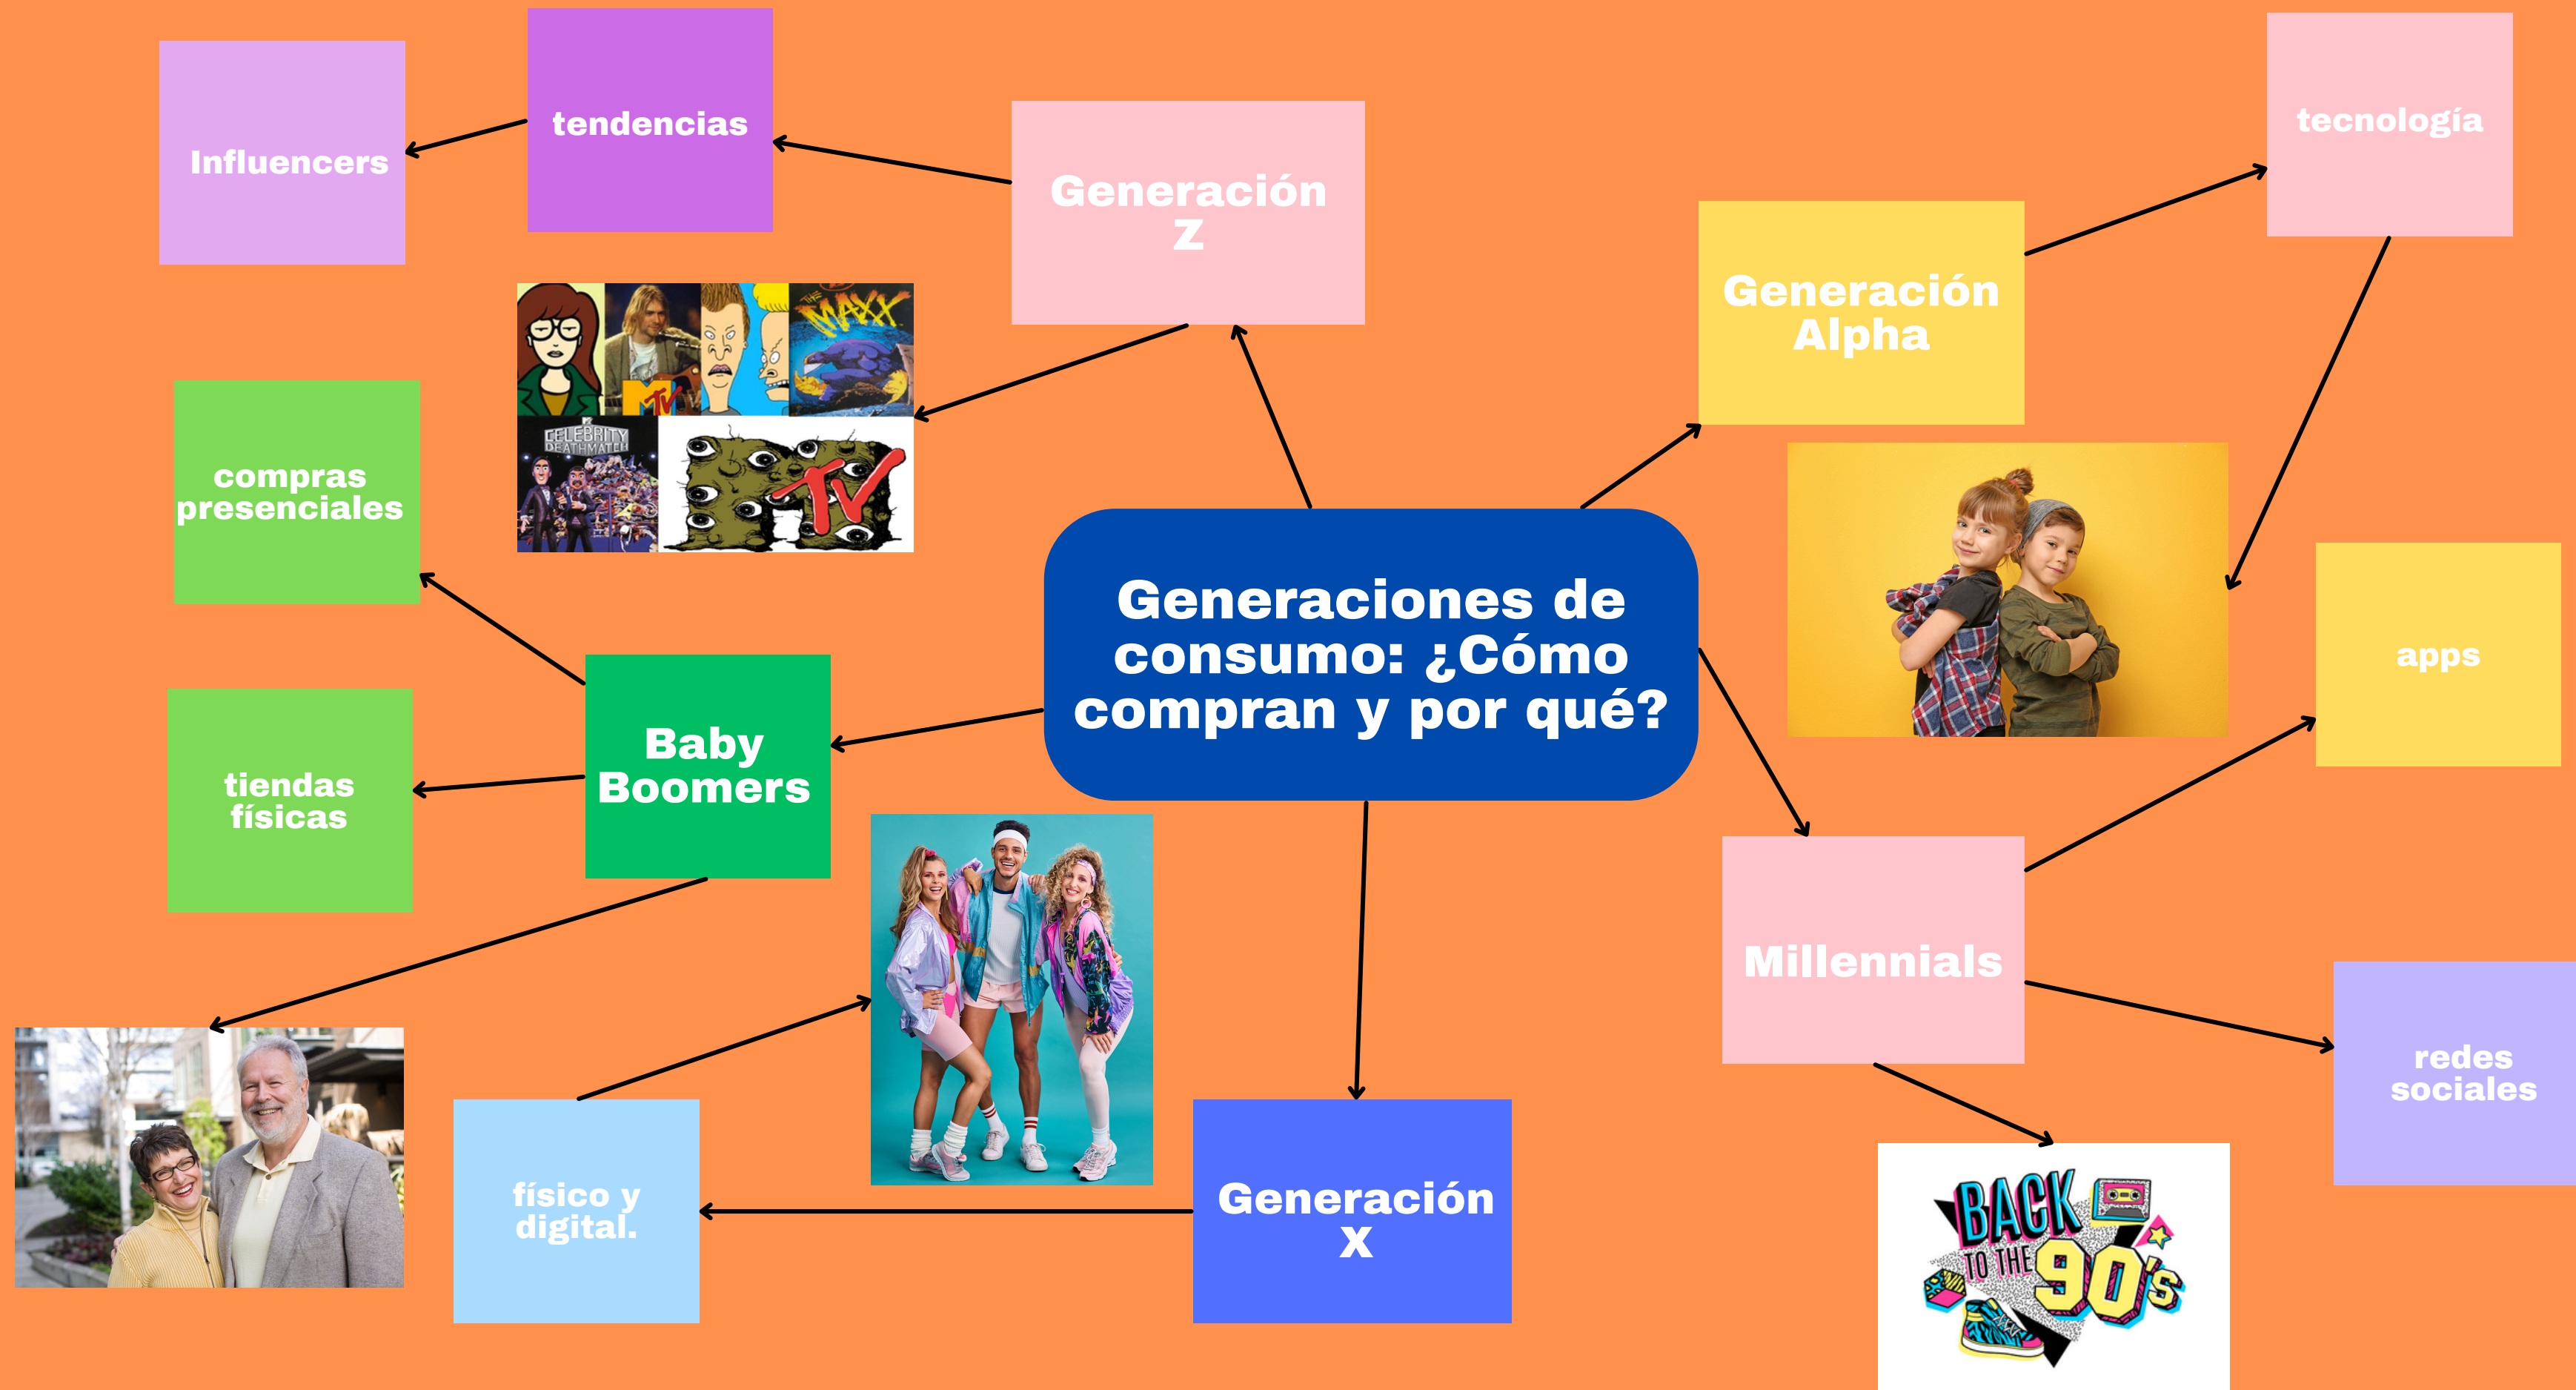 Influencers
tendencias
Generación
Z
Generación
Alpha
tecnología
MTV
THE
MAXX
CELEBRITY
DEATHMATCH
MTV
compras
presenciales
Generaciones de
consumo: ¿Cómo
compran y por qué?
apps
Baby
Boomers
tiendas
físicas
Millennials
redes
sociales
físico y
digital.
Generación
X
BACK
TO THE
90's